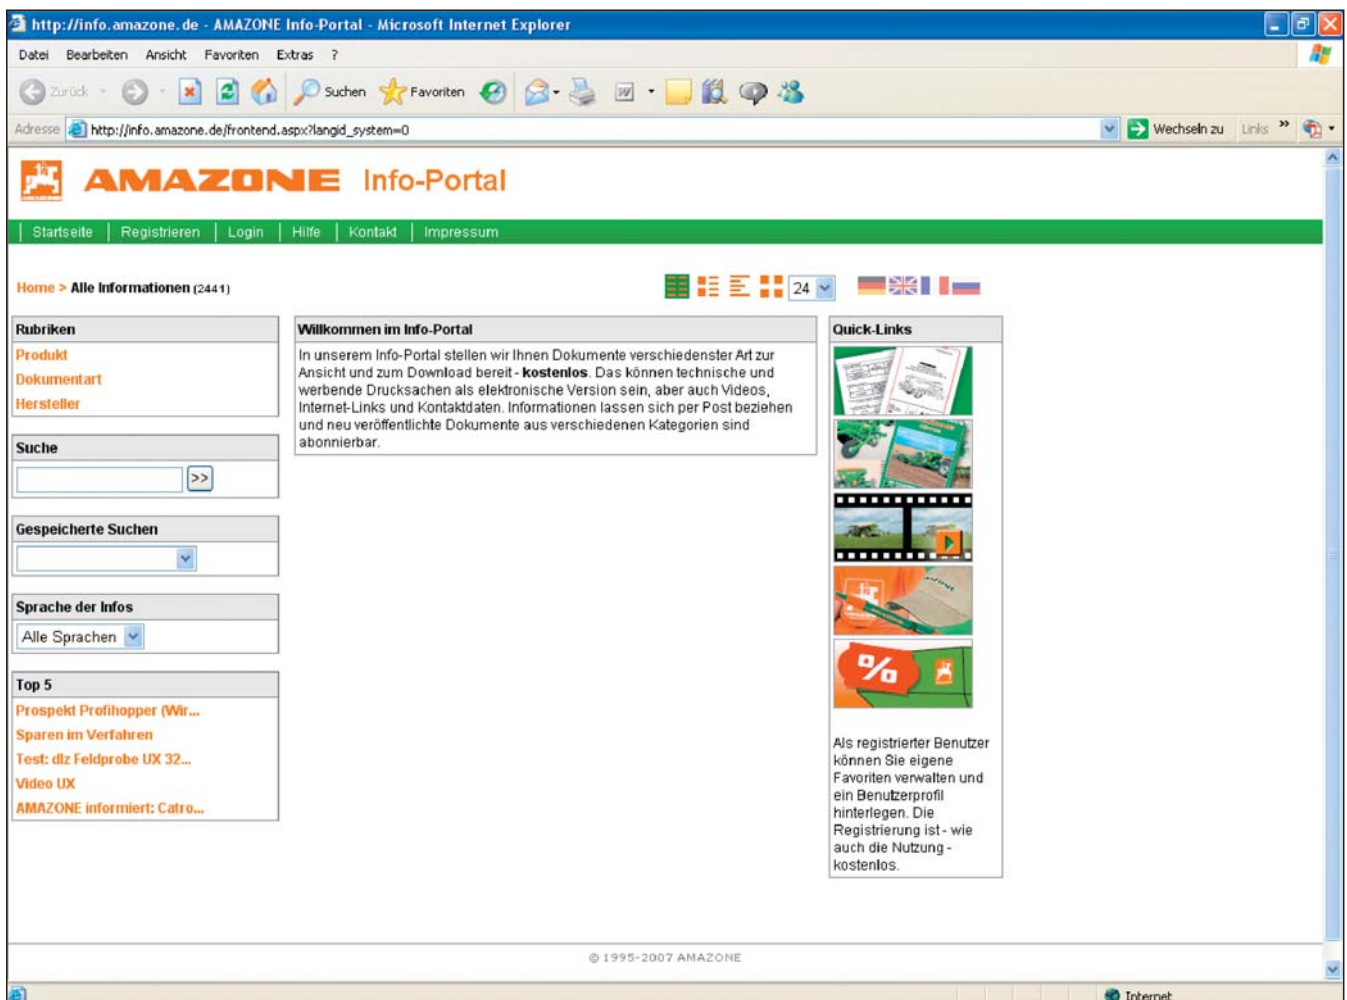 http://info.amazone.de - AMAZONE Info-Portal - Microsoft Internet Explorer
Datei Bearbeiten Ansicht Favoriten Extras ?
Zurück Suchen Favoriten
Adresse http://info.amazone.de/frontend.aspx?langid_system=0 Wechseln zu Links »
AMAZONE Info-Portal
Startseite | Registrieren | Login | Hilfe | Kontakt | Impressum
Home > Alle Informationen (2441) 24
Rubriken
Produkt
Dokumentart
Hersteller
Suche
>>
Gespeicherte Suchen
Sprache der Infos
Alle Sprachen
Top 5
Prospekt Profihopper (Wir...
Sparen im Verfahren
Test: dlz Feldprobe UX 32...
Video UX
AMAZONE informiert: Catro...
Willkommen im Info-Portal
In unserem Info-Portal stellen wir Ihnen Dokumente verschiedenster Art zur
Ansicht und zum Download bereit - kostenlos. Das können technische und
werbende Drucksachen als elektronische Version sein, aber auch Videos,
Internet-Links und Kontaktdaten. Informationen lassen sich per Post beziehen
und neu veröffentlichte Dokumente aus verschiedenen Kategorien sind
abonnierbar.
Quick-Links
%
Als registrierter Benutzer
können Sie eigene
Favoriten verwalten und
ein Benutzerprofil
hinterlegen. Die
Registrierung ist - wie
auch die Nutzung -
kostenlos.
© 1995-2007 AMAZONE
Internet